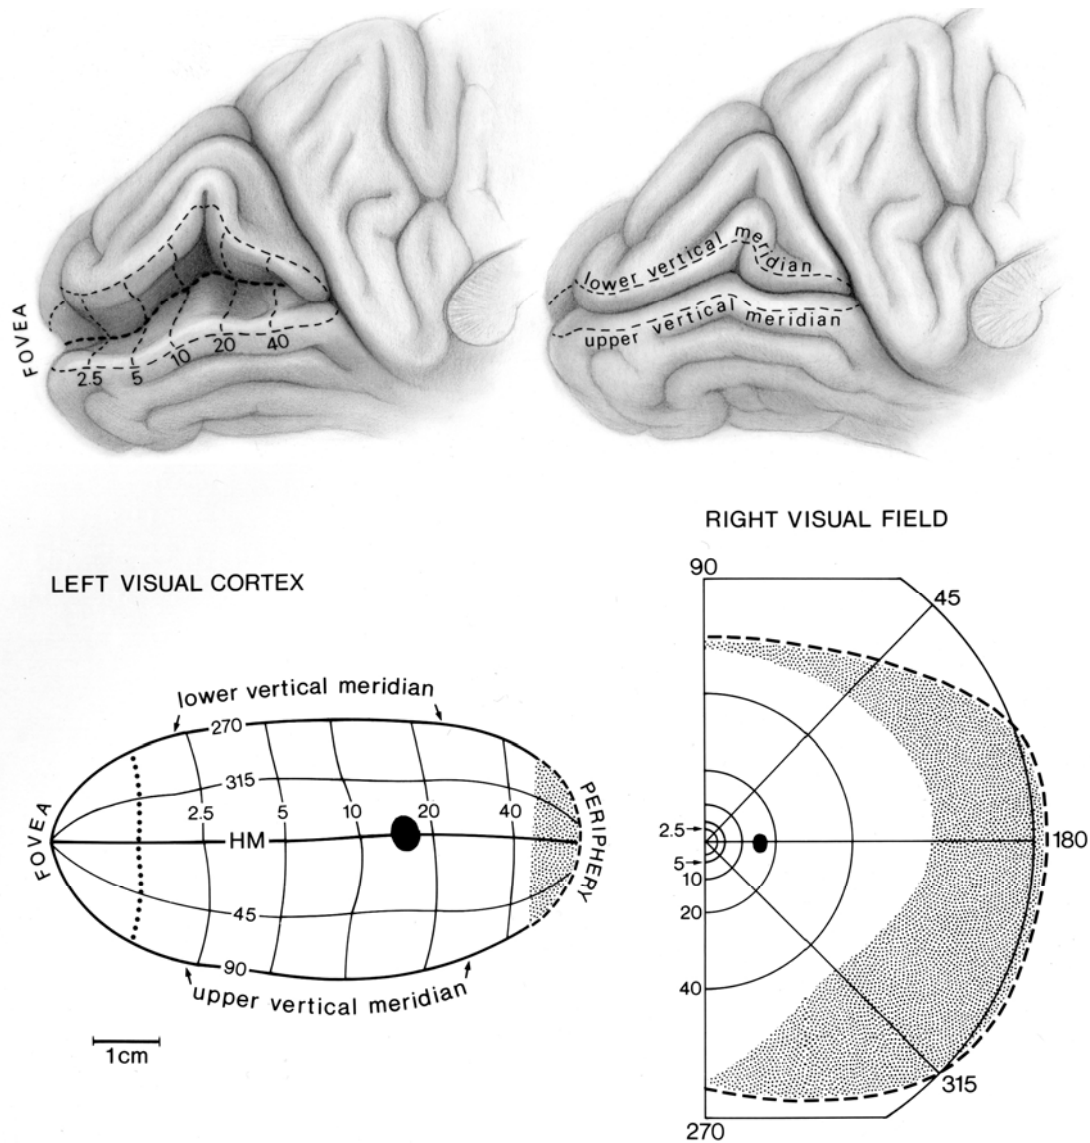 FOVEA
2.5
5
10
20
40
lower vertical meridian
upper vertical meridian
RIGHT VISUAL FIELD
LEFT VISUAL CORTEX
lower vertical meridian
270
315
2.5 5 10 20 40
FOVEA
HM
PERIPHERY
45
90
upper vertical meridian
1cm
90
45
2.5
5
10
20
40
180
315
270